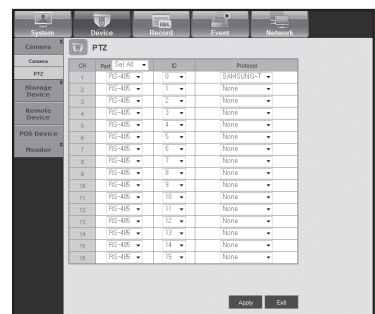 System Device Record Event Network
Camera
Camera
PTZ
Storage Device
Remote Device
POS Device
Monitor
PTZ
CH Port Set All ID Protocol
1 RS-485 0 SAMSUNG-T
2 RS-485 1 None
3 RS-485 2 None
4 RS-485 3 None
5 RS-485 4 None
6 RS-485 5 None
7 RS-485 6 None
8 RS-485 7 None
9 RS-485 8 None
10 RS-485 9 None
11 RS-485 10 None
12 RS-485 11 None
13 RS-485 12 None
14 RS-485 13 None
15 RS-485 14 None
16 RS-485 15 None
Apply Exit